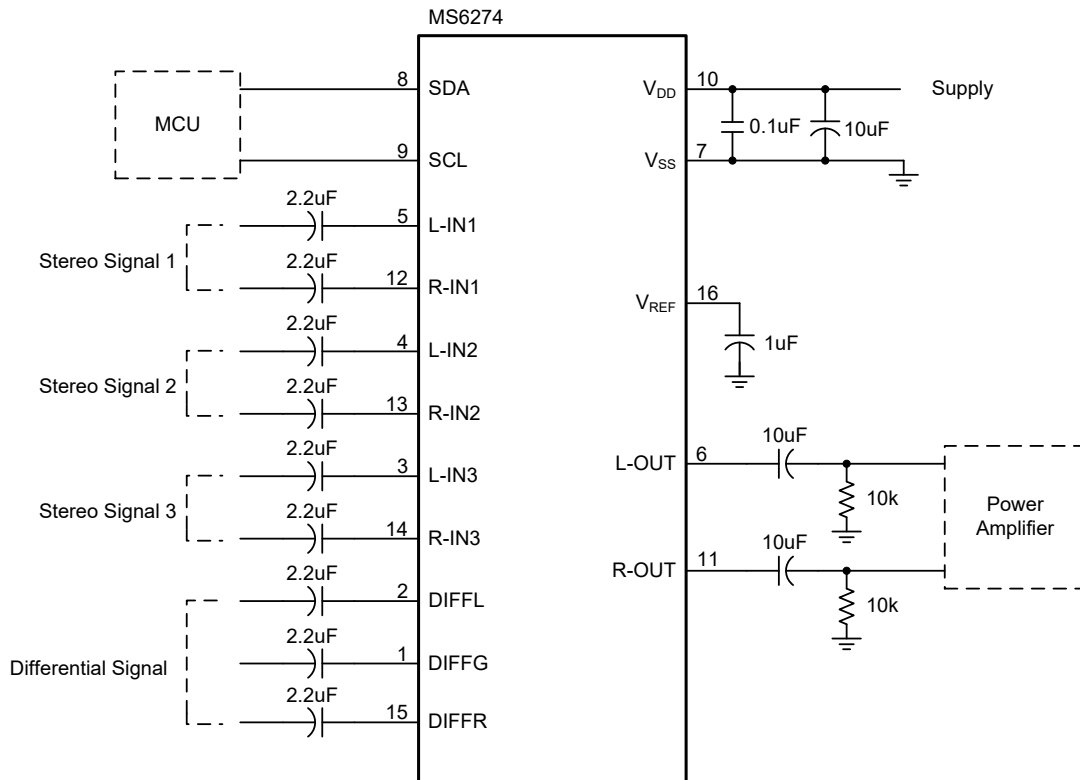 MS6274
8 SDA
MCU
9 SCL
V_DD 10 Supply
0.1uF 10uF
V_SS 7
2.2uF
5 L-IN1
Stereo Signal 1
2.2uF
12 R-IN1
2.2uF
4 L-IN2
Stereo Signal 2
2.2uF
13 R-IN2
2.2uF
3 L-IN3
Stereo Signal 3
2.2uF
14 R-IN3
2.2uF
2 DIFFL
2.2uF
1 DIFFG
Differential Signal
2.2uF
15 DIFFR
V_REF 16
1uF
10uF
L-OUT 6
10k
10uF
R-OUT 11
10k
Power
Amplifier